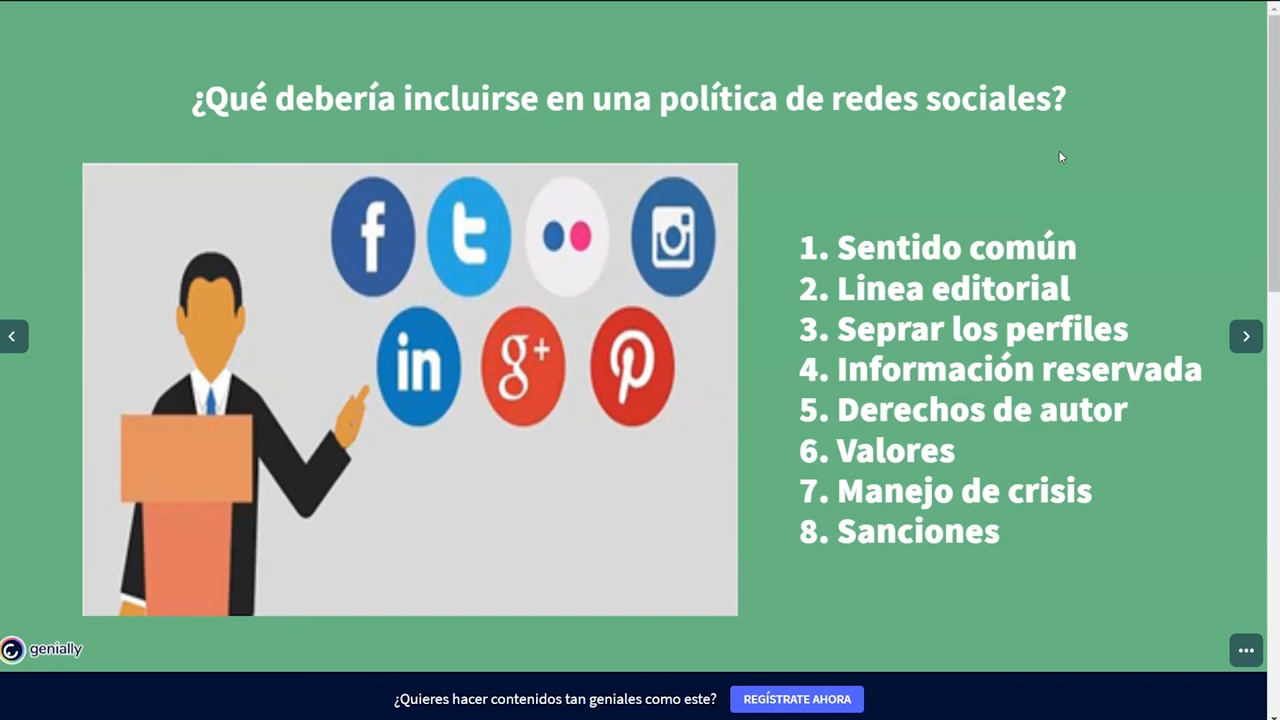 ¿Qué debería incluirse en una política de redes sociales?
f
t
in
g+
p
1. Sentido común
2. Linea editorial
3. Seprar los perfiles
4. Información reservada
5. Derechos de autor
6. Valores
7. Manejo de crisis
8. Sanciones
genially
¿Quieres hacer contenidos tan geniales como este?
REGÍSTRATE AHORA